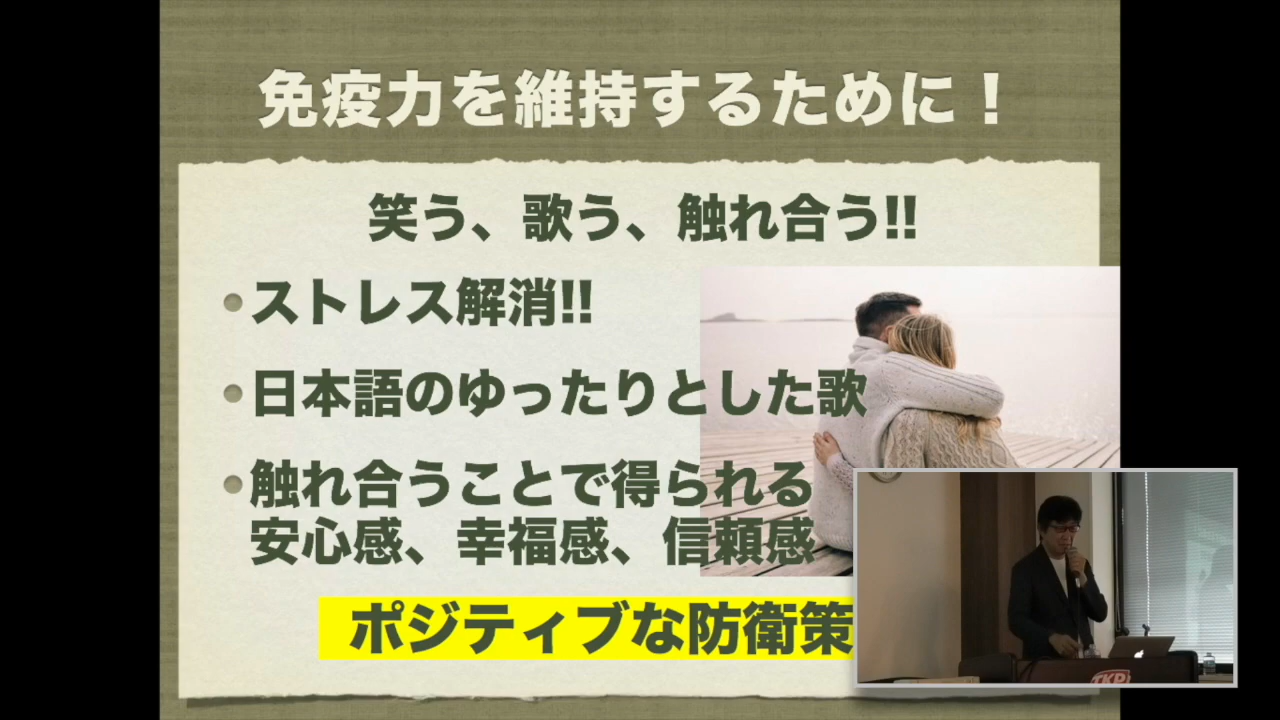 免疫力を維持するために！
笑う、歌う、触れ合う!!
ストレス解消!!
日本語のゆったりとした歌
触れ合うことで得られる
安心感、幸福感、信頼感
ポジティブな防衛策
TKP